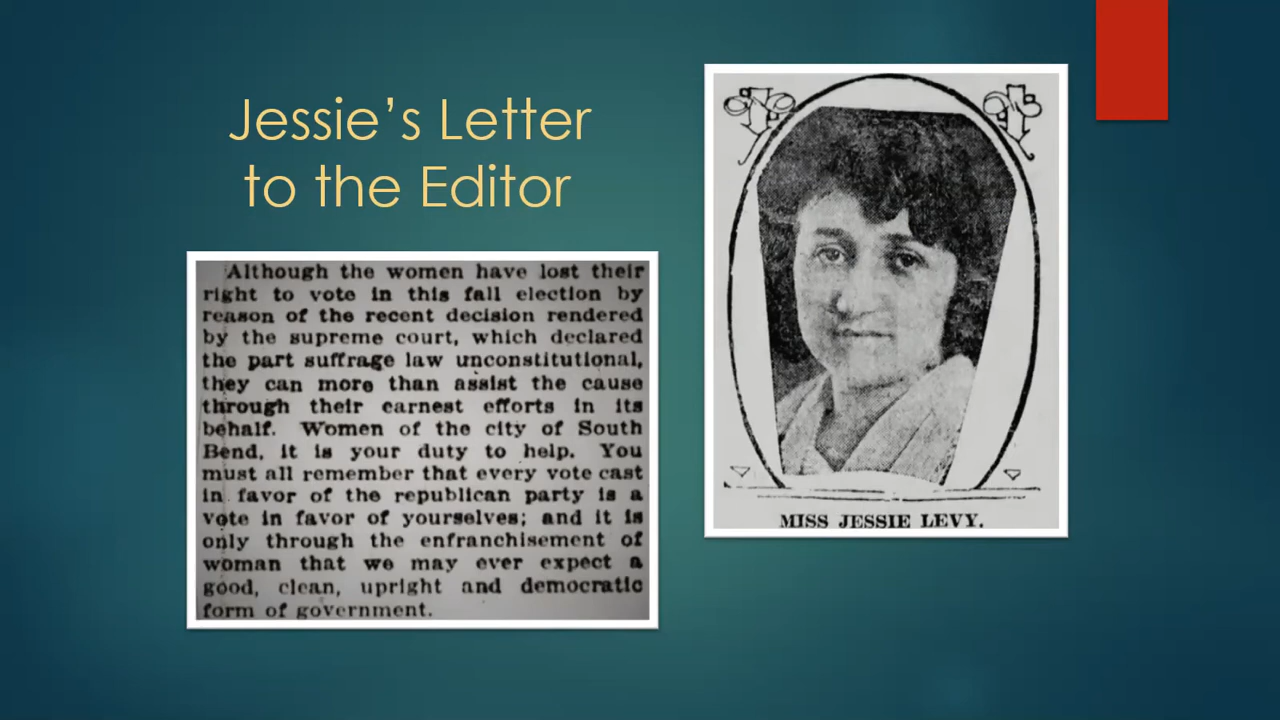 Jessie’s Letter
to the Editor
Although the women have lost their
right to vote in this fall election by
reason of the recent decision rendered
by the supreme court, which declared
the part suffrage law unconstitutional,
they can more than assist the cause
through their earnest efforts in its
behalf. Women of the city of South
Bend, it is your duty to help. You
must all remember that every vote cast
in favor of the republican party is a
vote in favor of yourselves; and it is
only through the enfranchisement of
woman that we may ever expect a
good, clean, upright and democratic
form of government.
MISS JESSIE LEVY.